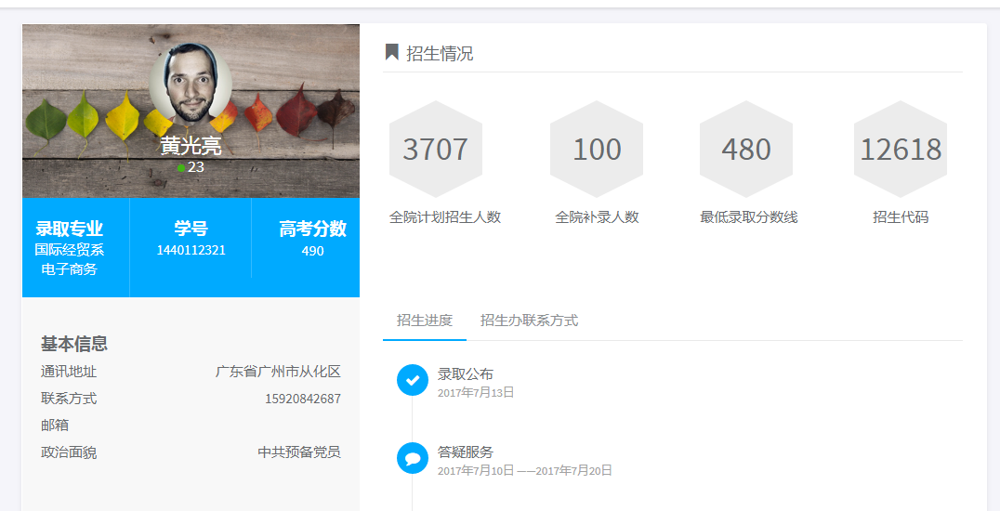 黄光亮
23
录取专业
国际经贸系
电子商务
学号
1440112321
高考分数
490
基本信息
通讯地址 广东省广州市从化区
联系方式 15920842687
邮箱
政治面貌 中共预备党员
招生情况
3707 100 480 12618
全院计划招生人数 全院补录人数 最低录取分数线 招生代码
招生进度 招生办联系方式
录取公布
2017年7月13日
答疑服务
2017年7月10日 ——2017年7月20日